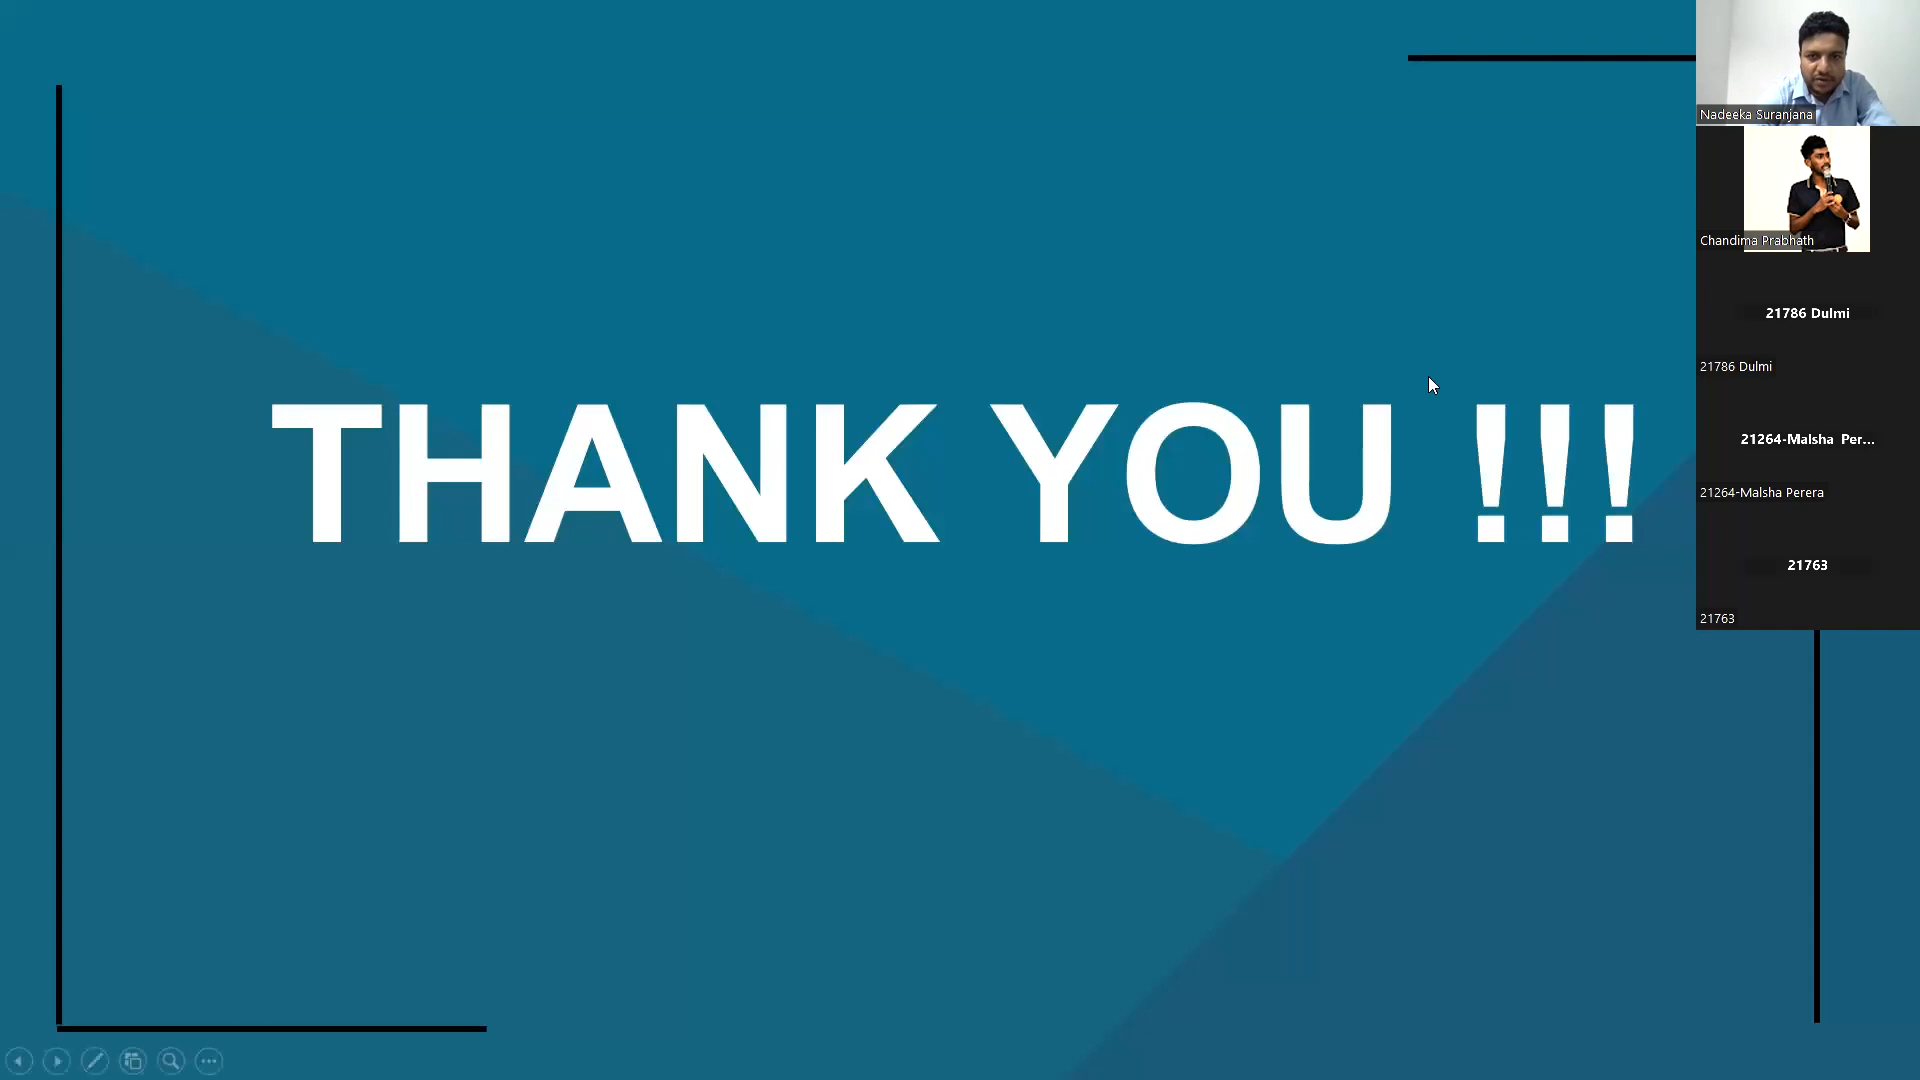 THANK YOU !!!
Nadeeka Suranjana
Chandima Prabhath
21786 Dulmi
21786 Dulmi
21264-Malsha Per...
21264-Malsha Perera
21763
21763